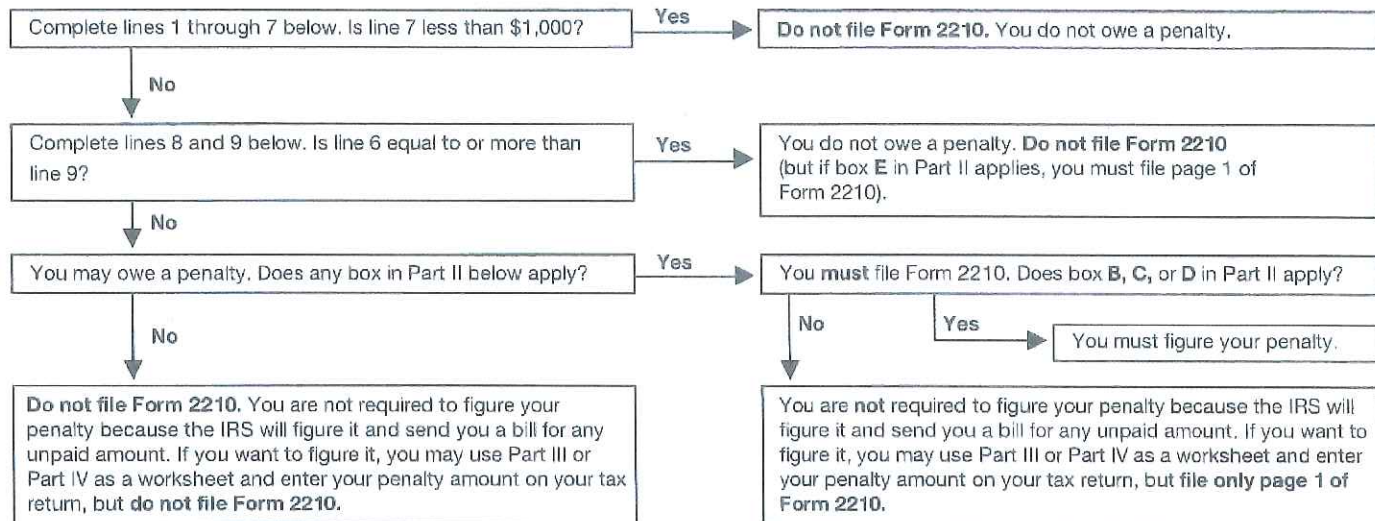 Complete lines 1 through 7 below. Is line 7 less than $1,000?
Yes
Do not file Form 2210. You do not owe a penalty.
No
Complete lines 8 and 9 below. Is line 6 equal to or more than
line 9?
Yes
You do not owe a penalty. Do not file Form 2210
(but if box E in Part II applies, you must file page 1 of
Form 2210).
No
You may owe a penalty. Does any box in Part II below apply?
Yes
You must file Form 2210. Does box B, C, or D in Part II apply?
No
No
Yes
You must figure your penalty.
Do not file Form 2210. You are not required to figure your
penalty because the IRS will figure it and send you a bill for any
unpaid amount. If you want to figure it, you may use Part III or
Part IV as a worksheet and enter your penalty amount on your tax
return, but do not file Form 2210.
You are not required to figure your penalty because the IRS will
figure it and send you a bill for any unpaid amount. If you want to
figure it, you may use Part III or Part IV as a worksheet and enter
your penalty amount on your tax return, but file only page 1 of
Form 2210.